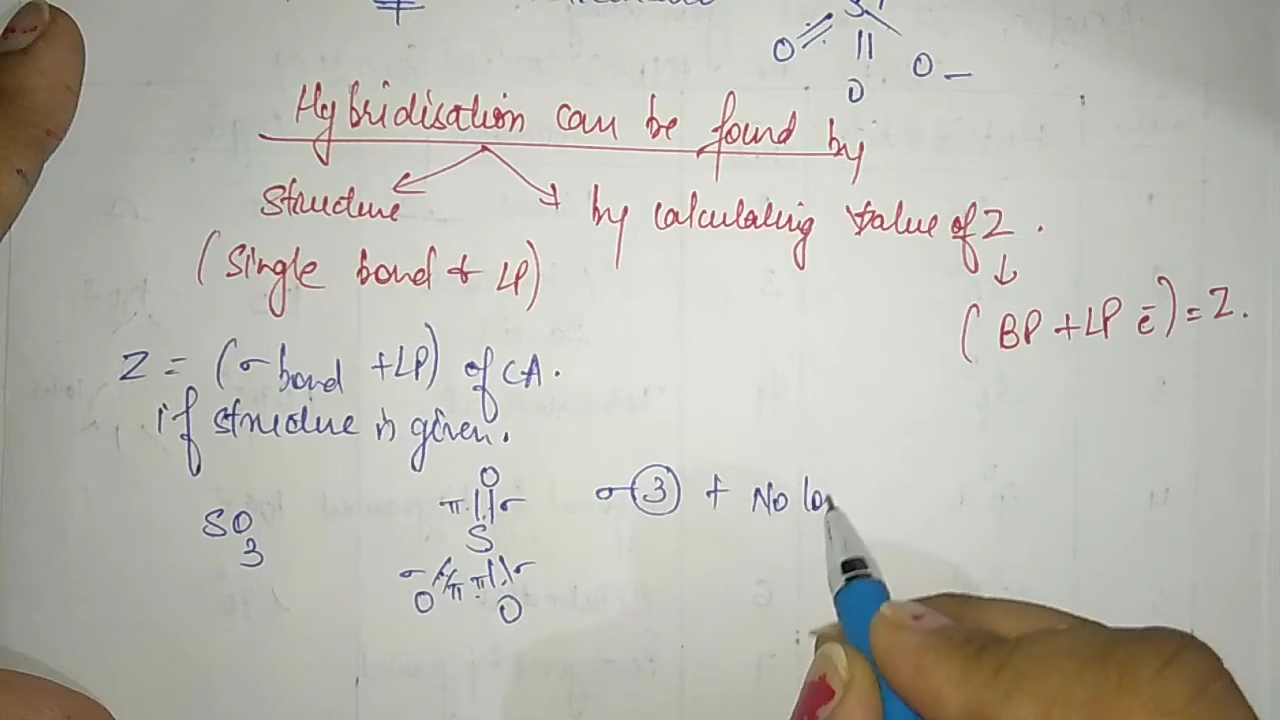 O O O -
Hybridisation can be found by
Structure by calculating value of Z.
(Single bond + LP)
(BP + LP ē) = Z.
Z = (σ bond + LP) of CA.
if structure is given.
SO3
O
π σ
S
σ π π σ
O O
σ 3 + No lo